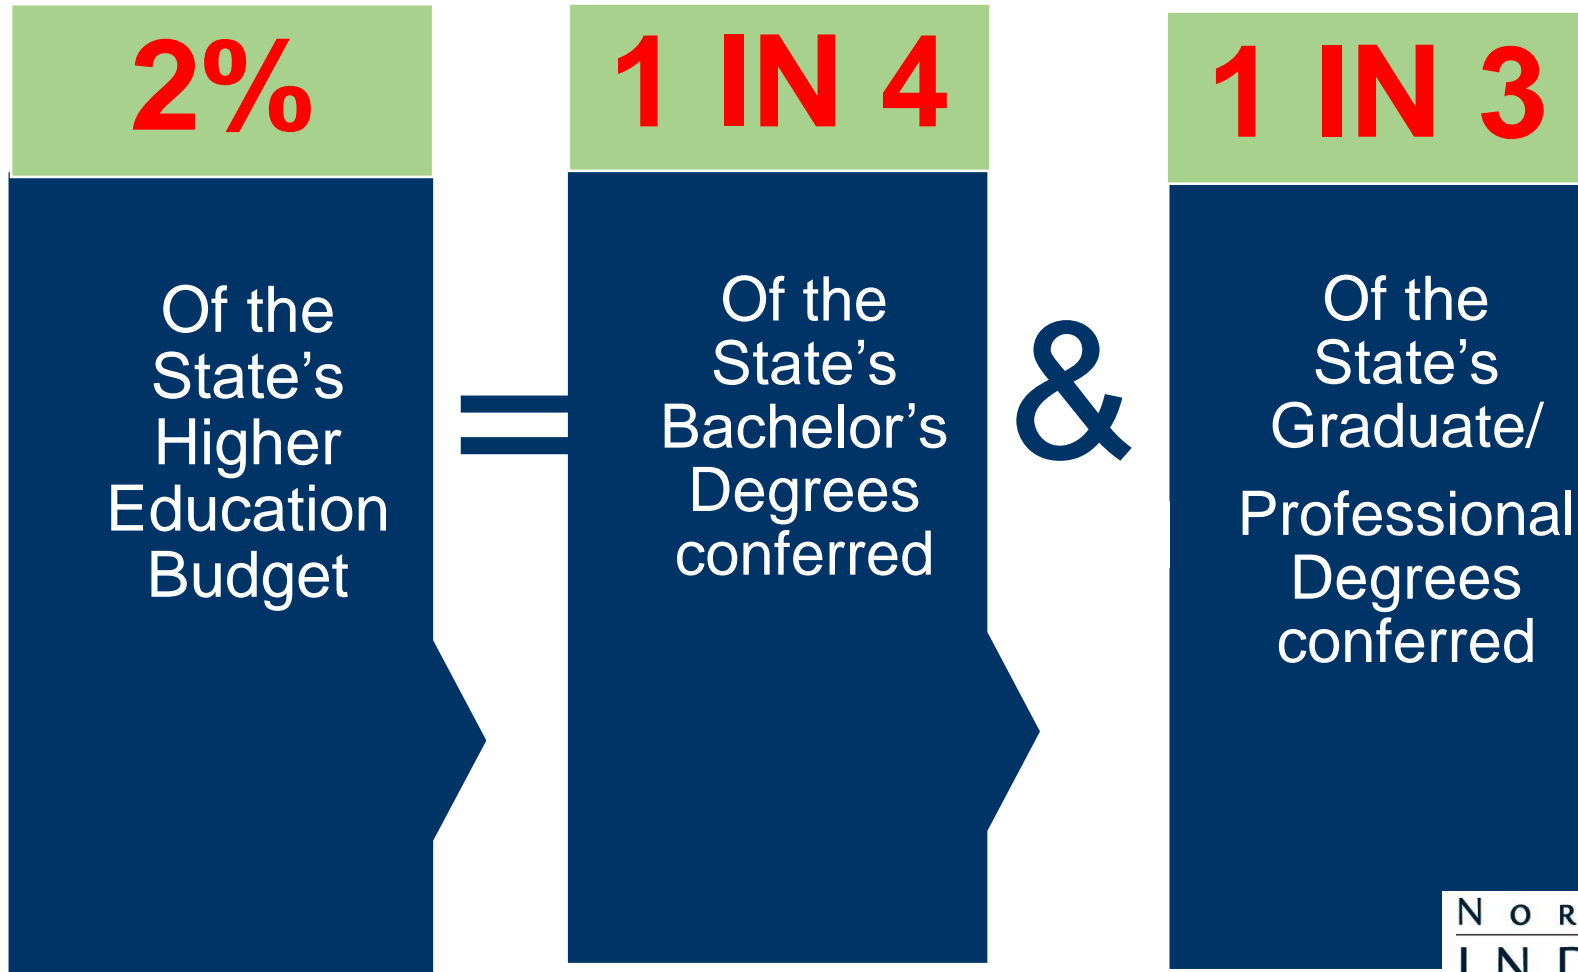 2%
Of the
State’s
Higher
Education
Budget
=
1 IN 4
Of the
State’s
Bachelor’s
Degrees
conferred
&
1 IN 3
Of the
State’s
Graduate/
Professional
Degrees
conferred
N O R